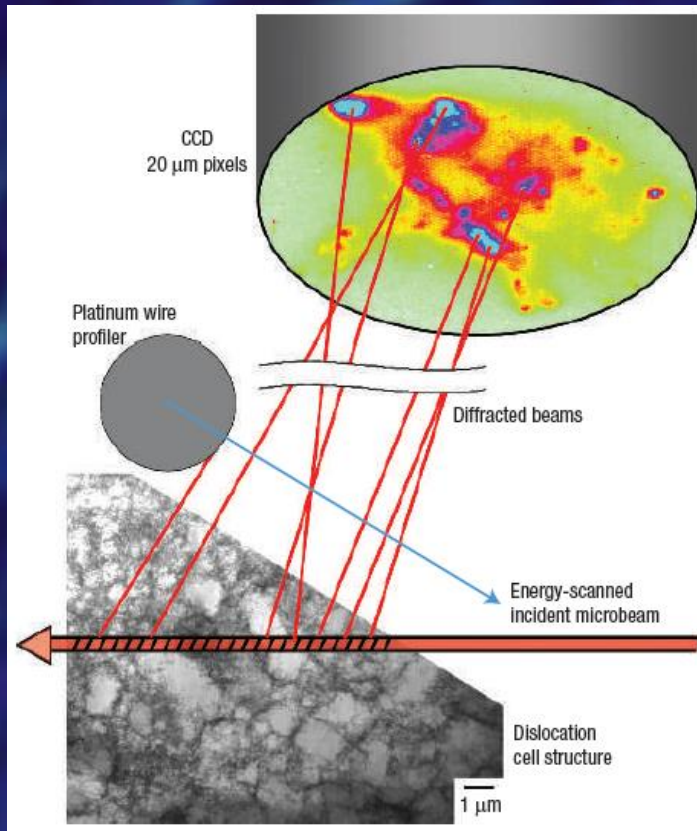 CCD
20 μm pixels
Platinum wire
profiler
Diffracted beams
Energy-scanned
incident microbeam
Dislocation
cell structure
1 μm